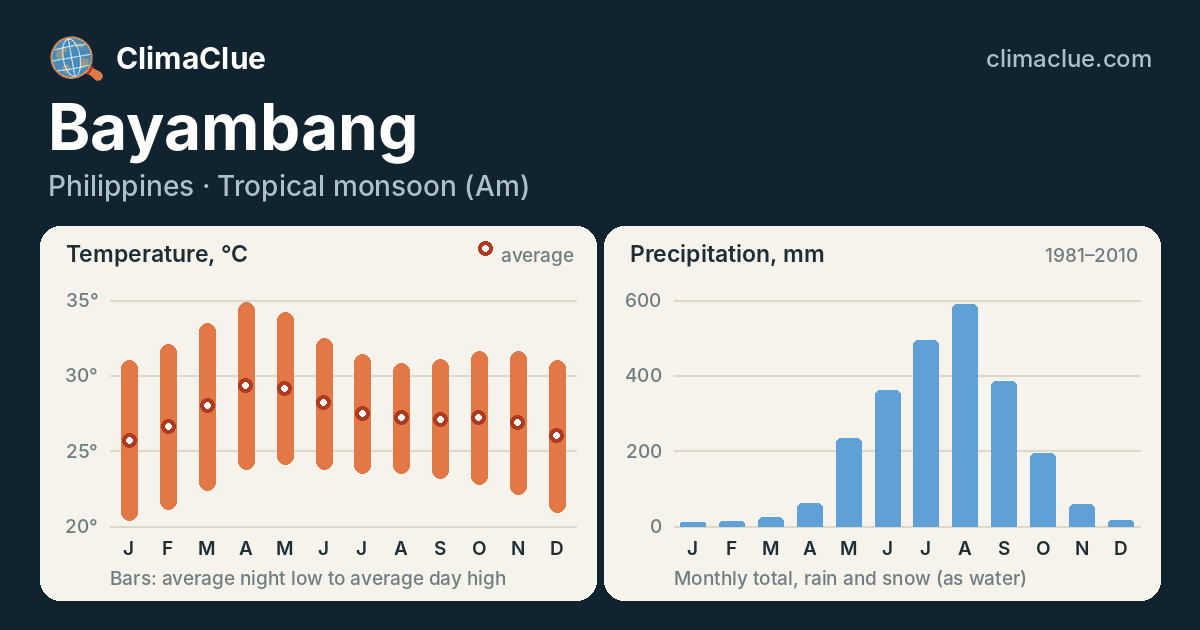 ClimaClue
climaclue.com
Bayambang
Philippines · Tropical monsoon (Am)
Temperature, °C
average
35°
30°
25°
20°
J F M A M J J A S O N D
Bars: average night low to average day high
Precipitation, mm
1981–2010
600
400
200
0
J F M A M J J A S O N D
Monthly total, rain and snow (as water)